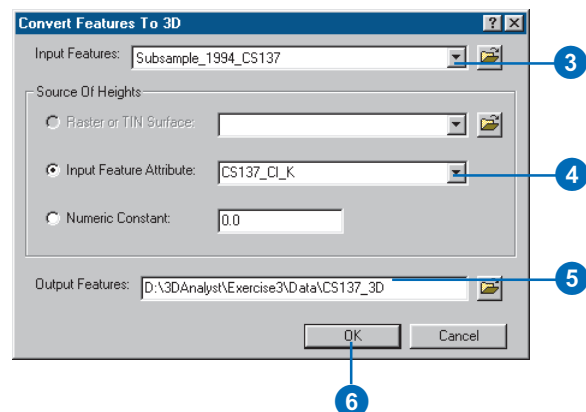 Convert Features To 3D
Input Features: Subsample_1994_CS137
3
Source Of Heights
Raster or TIN Surface:
Input Feature Attribute: CS137_CI_K
4
Numeric Constant: 0.0
Output Features: D:\3DAnalyst\Exercise3\Data\CS137_3D
5
OK Cancel
6